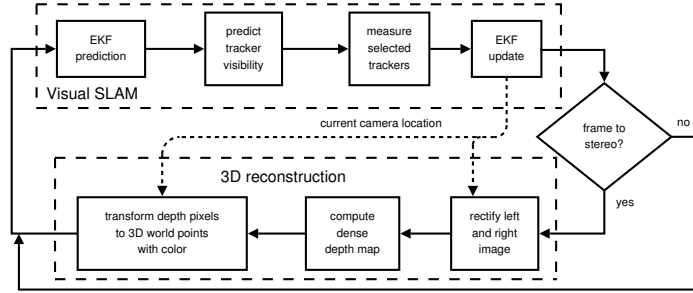 EKF
prediction
predict
tracker
visibility
measure
selected
trackers
EKF
update
Visual SLAM
current camera location
frame to
stereo?
no
yes
3D reconstruction
transform depth pixels
to 3D world points
with color
compute
dense
depth map
rectify left
and right
image